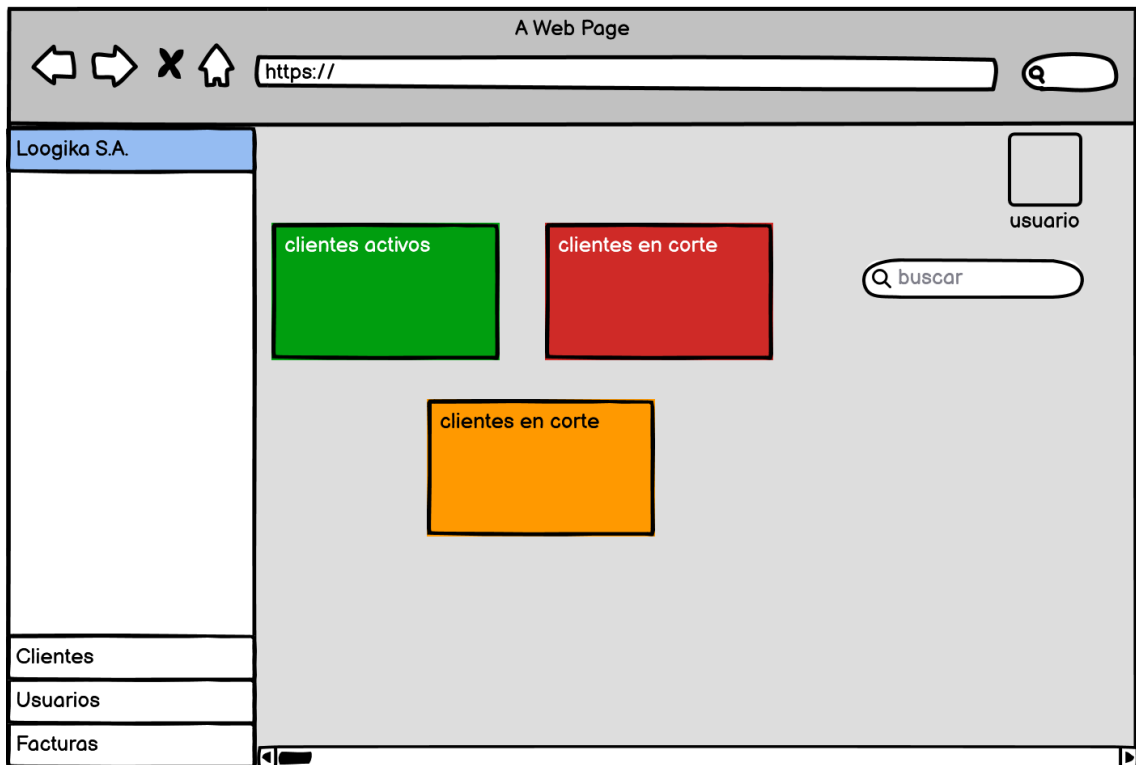 A Web Page
https://
Loogika S.A.
usuario
clientes activos
clientes en corte
buscar
clientes en corte
Clientes
Usuarios
Facturas